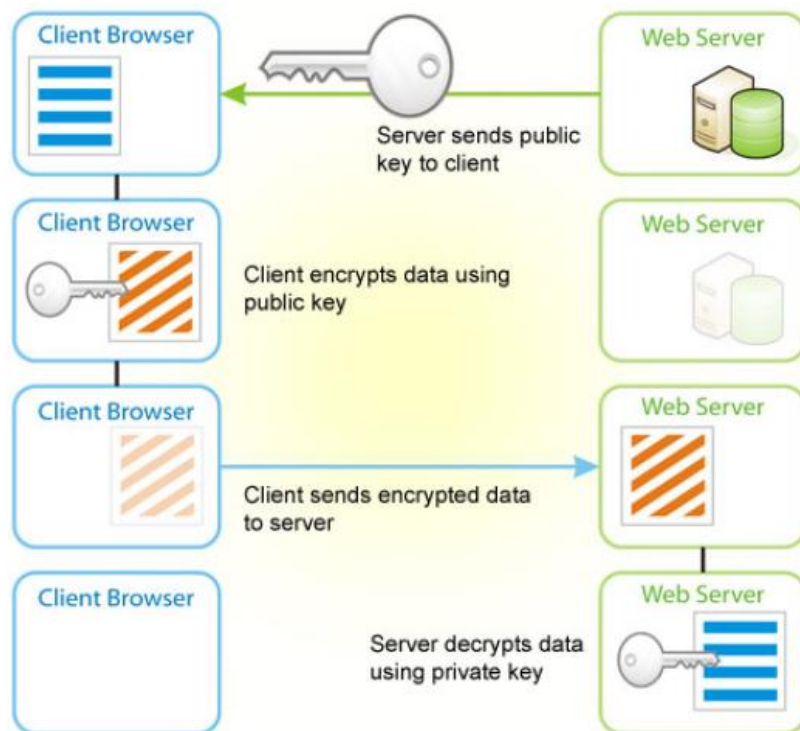 Client Browser
Web Server
Server sends public
key to client
Client Browser
Web Server
Client encrypts data using
public key
Client Browser
Web Server
Client sends encrypted data
to server
Client Browser
Web Server
Server decrypts data
using private key